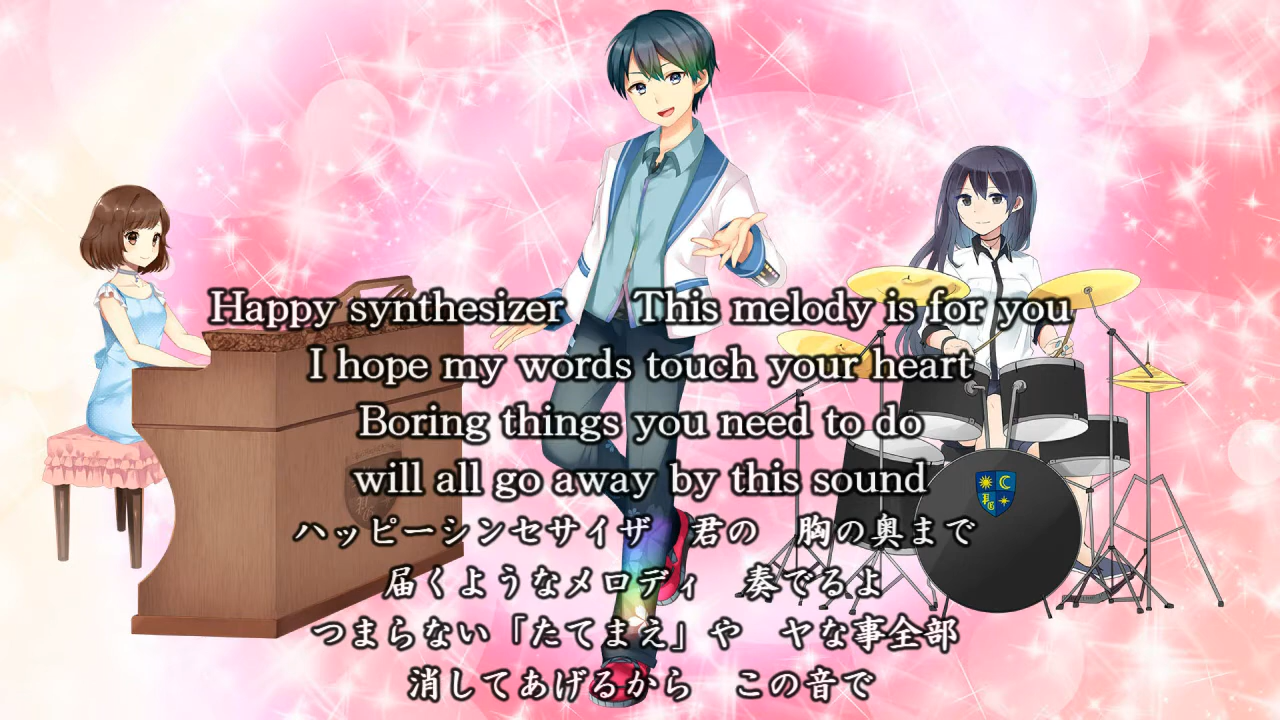 Happy synthesizer　This melody is for you
I hope my words touch your heart
Boring things you need to do
will all go away by this sound
ハッピーシンセサイザ　君の　胸の奥まで
届くようなメロディ　奏でるよ
つまらない「たてまえ」や　ヤな事全部
消してあげるから　この音で